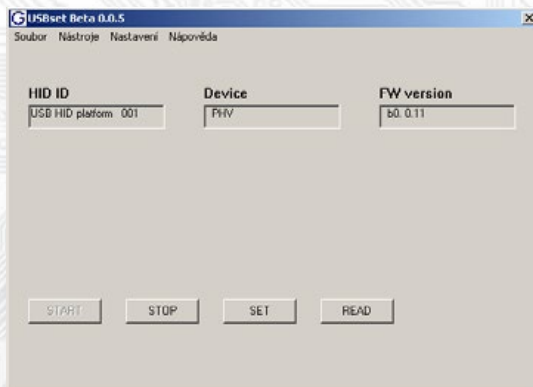 USBset Beta 0.0.5
Soubor Nástroje Nastavení Nápověda
HID ID Device FW version
USB HID platform 001 PHV b0. 0.11
START STOP SET READ